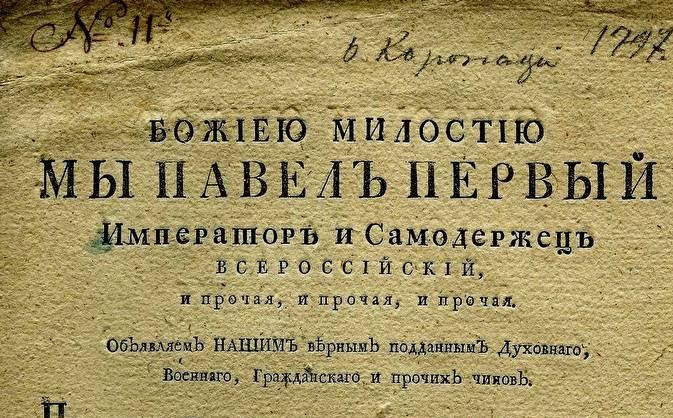 № 11.
о Коронаціи 1797.
БОЖІЕЮ МИЛОСТІЮ
МЫ ПАВЕЛЪ ПЕРВЫЙ
Императоръ и Самодержецъ
ВСЕРОССІЙСКІЙ,
и прочая, и прочая, и прочая.
Объявляемъ НАШИМЪ вѣрнымъ подданнымъ Духовнаго,
Военнаго, Гражданскаго и прочихъ чиновъ.